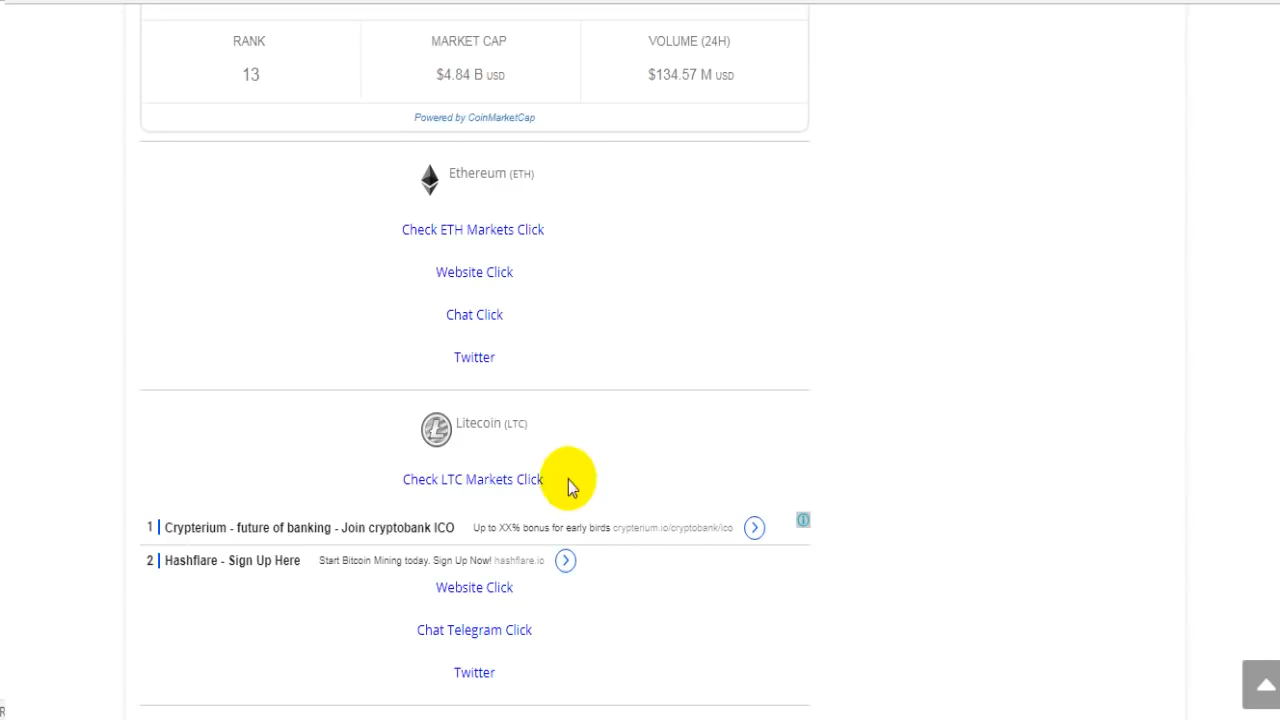 RANK
MARKET CAP
VOLUME (24H)
13
$4.84 B USD
$134.57 M USD
Powered by CoinMarketCap
Ethereum (ETH)
Check ETH Markets Click
Website Click
Chat Click
Twitter
Litecoin (LTC)
Check LTC Markets Click
1 Crypterium - future of banking - Join cryptobank ICO Up to XX% bonus for early birds crypterium.io/cryptobank/ico
2 Hashflare - Sign Up Here Start Bitcoin Mining today. Sign Up Now! hashflare.io
Website Click
Chat Telegram Click
Twitter
R